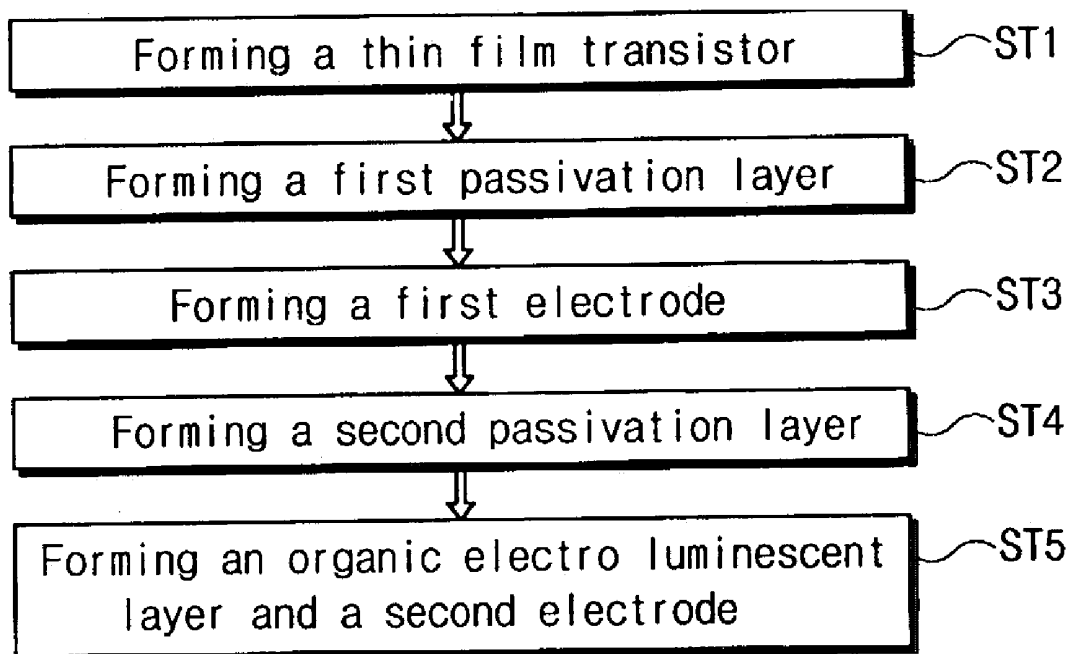 Forming a thin film transistor ST1
Forming a first passivation layer ST2
Forming a first electrode ST3
Forming a second passivation layer ST4
Forming an organic electro luminescent ST5
layer and a second electrode